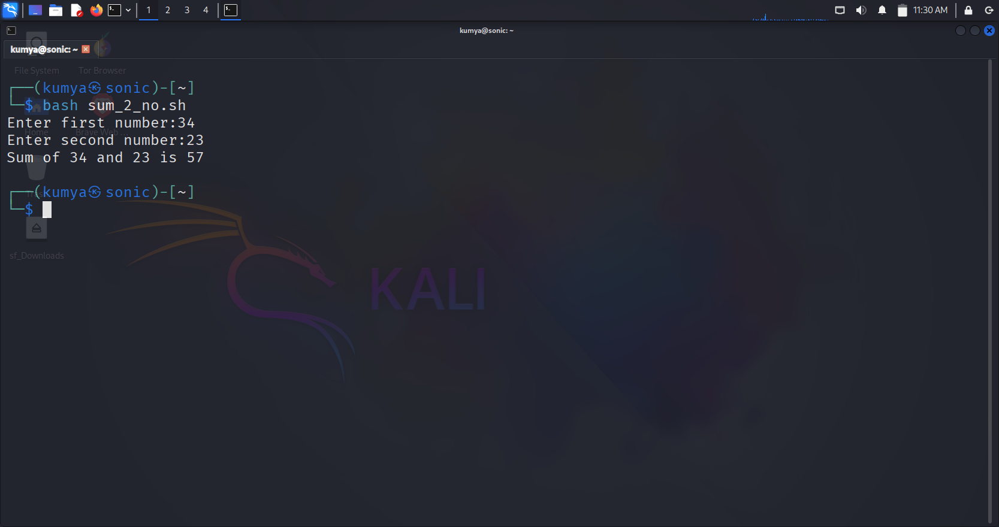 1 2 3 4 11:30 AM
kumya@sonic: ~
kumya@sonic: ~
File System Tor Browser
┌──(kumya㉿sonic)-[~]
└─$ bash sum_2_no.sh
Enter first number:34
Home Brave Web ...
Enter second number:23
Sum of 34 and 23 is 57
┌──(kumya㉿sonic)-[~]
Trash
└─$
sf_Downloads
KALI